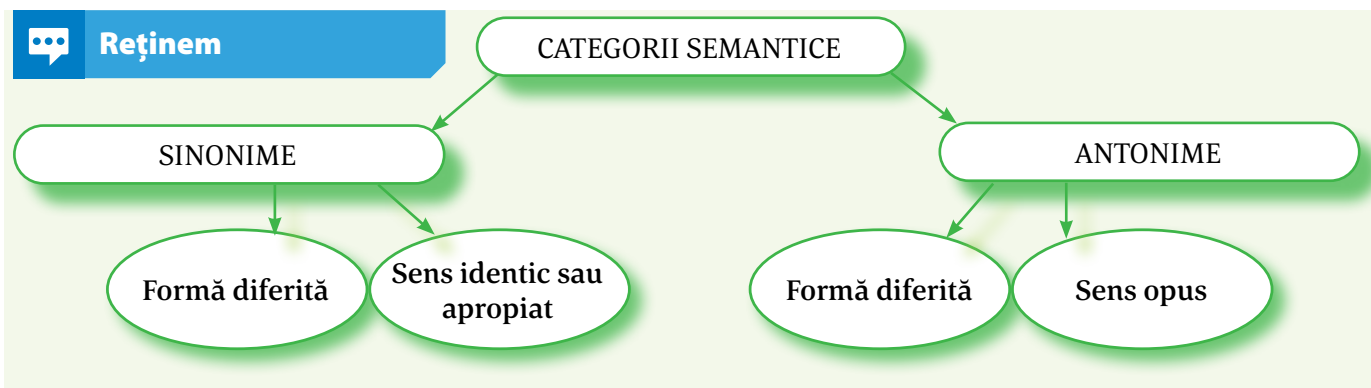 Reținem
CATEGORII SEMANTICE
SINONIME
ANTONIME
Formă diferită
Sens identic sau
apropiat
Formă diferită
Sens opus